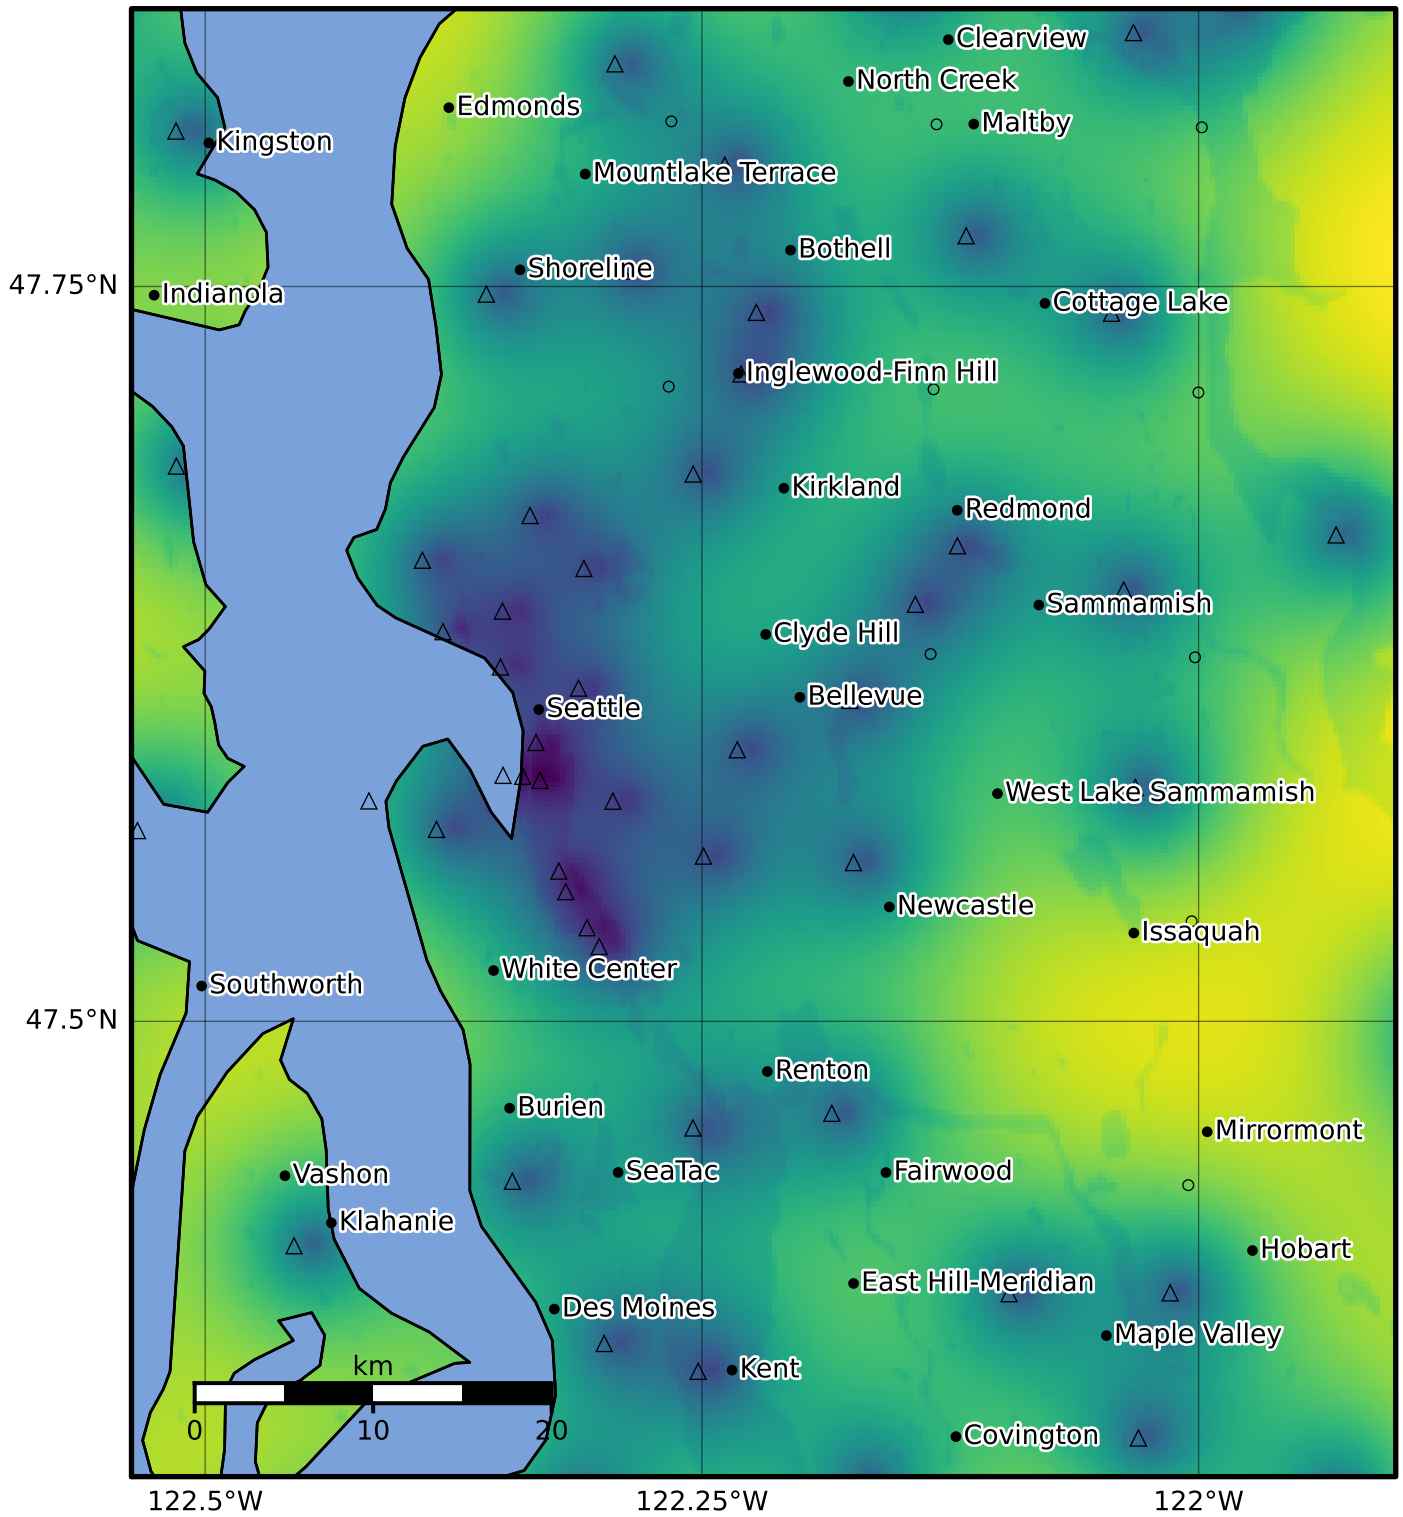 Clearview
North Creek
Edmonds
Maltby
Kingston
Mountlake Terrace
Bothell
Shoreline
47.75°N
Indianola
Cottage Lake
Inglewood-Finn Hill
Kirkland
Redmond
Sammamish
Clyde Hill
Bellevue
Seattle
West Lake Sammamish
Newcastle
Issaquah
White Center
Southworth
47.5°N
Renton
Burien
Mirrormont
SeaTac
Fairwood
Vashon
Klahanie
Hobart
East Hill-Meridian
Des Moines
Maple Valley
km
Kent
0 10 20
Covington
122.5°W 122.25°W 122°W